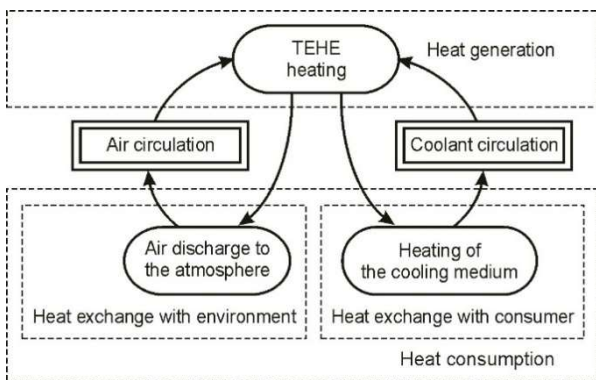 TEHE
heating
Heat generation
Air circulation
Coolant circulation
Air discharge to
the atmosphere
Heating of
the cooling medium
Heat exchange with environment
Heat exchange with consumer
Heat consumption